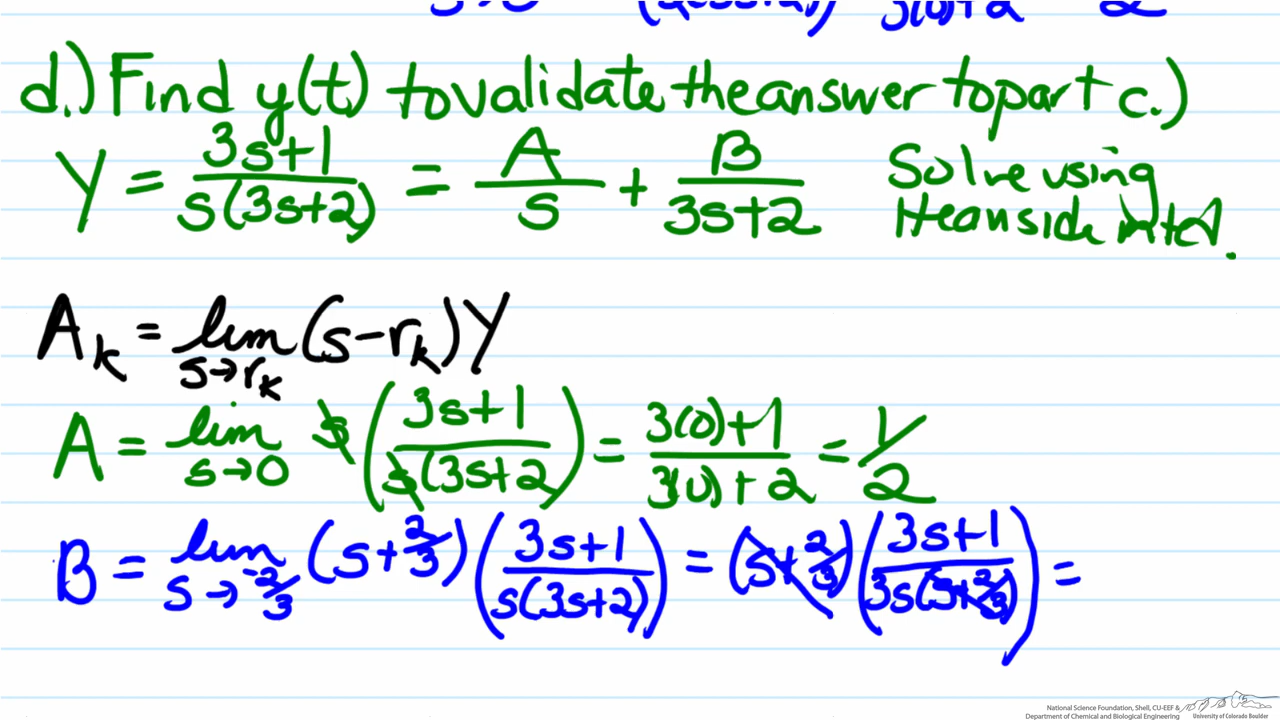 d.) Find y(t) to validate the answer to part c.)
Y = 3s+1 / s(3s+2) = A/s + B/3s+2 Solve using
Heaviside
A_k = lim s→r_k (s-r_k)Y
A = lim s→0 s(3s+1 / s(3s+2) = 3(0)+1 / 3(0)+2 = 1/2
B = lim s→-2/3 (s+2/3)(3s+1 / s(3s+2)) = (s+2/3)(3s+1 / 3s(s+2/3)) =
National Science Foundation, Shell, CU-EEF &
Department of Chemical and Biological Engineering
University of Colorado Boulder